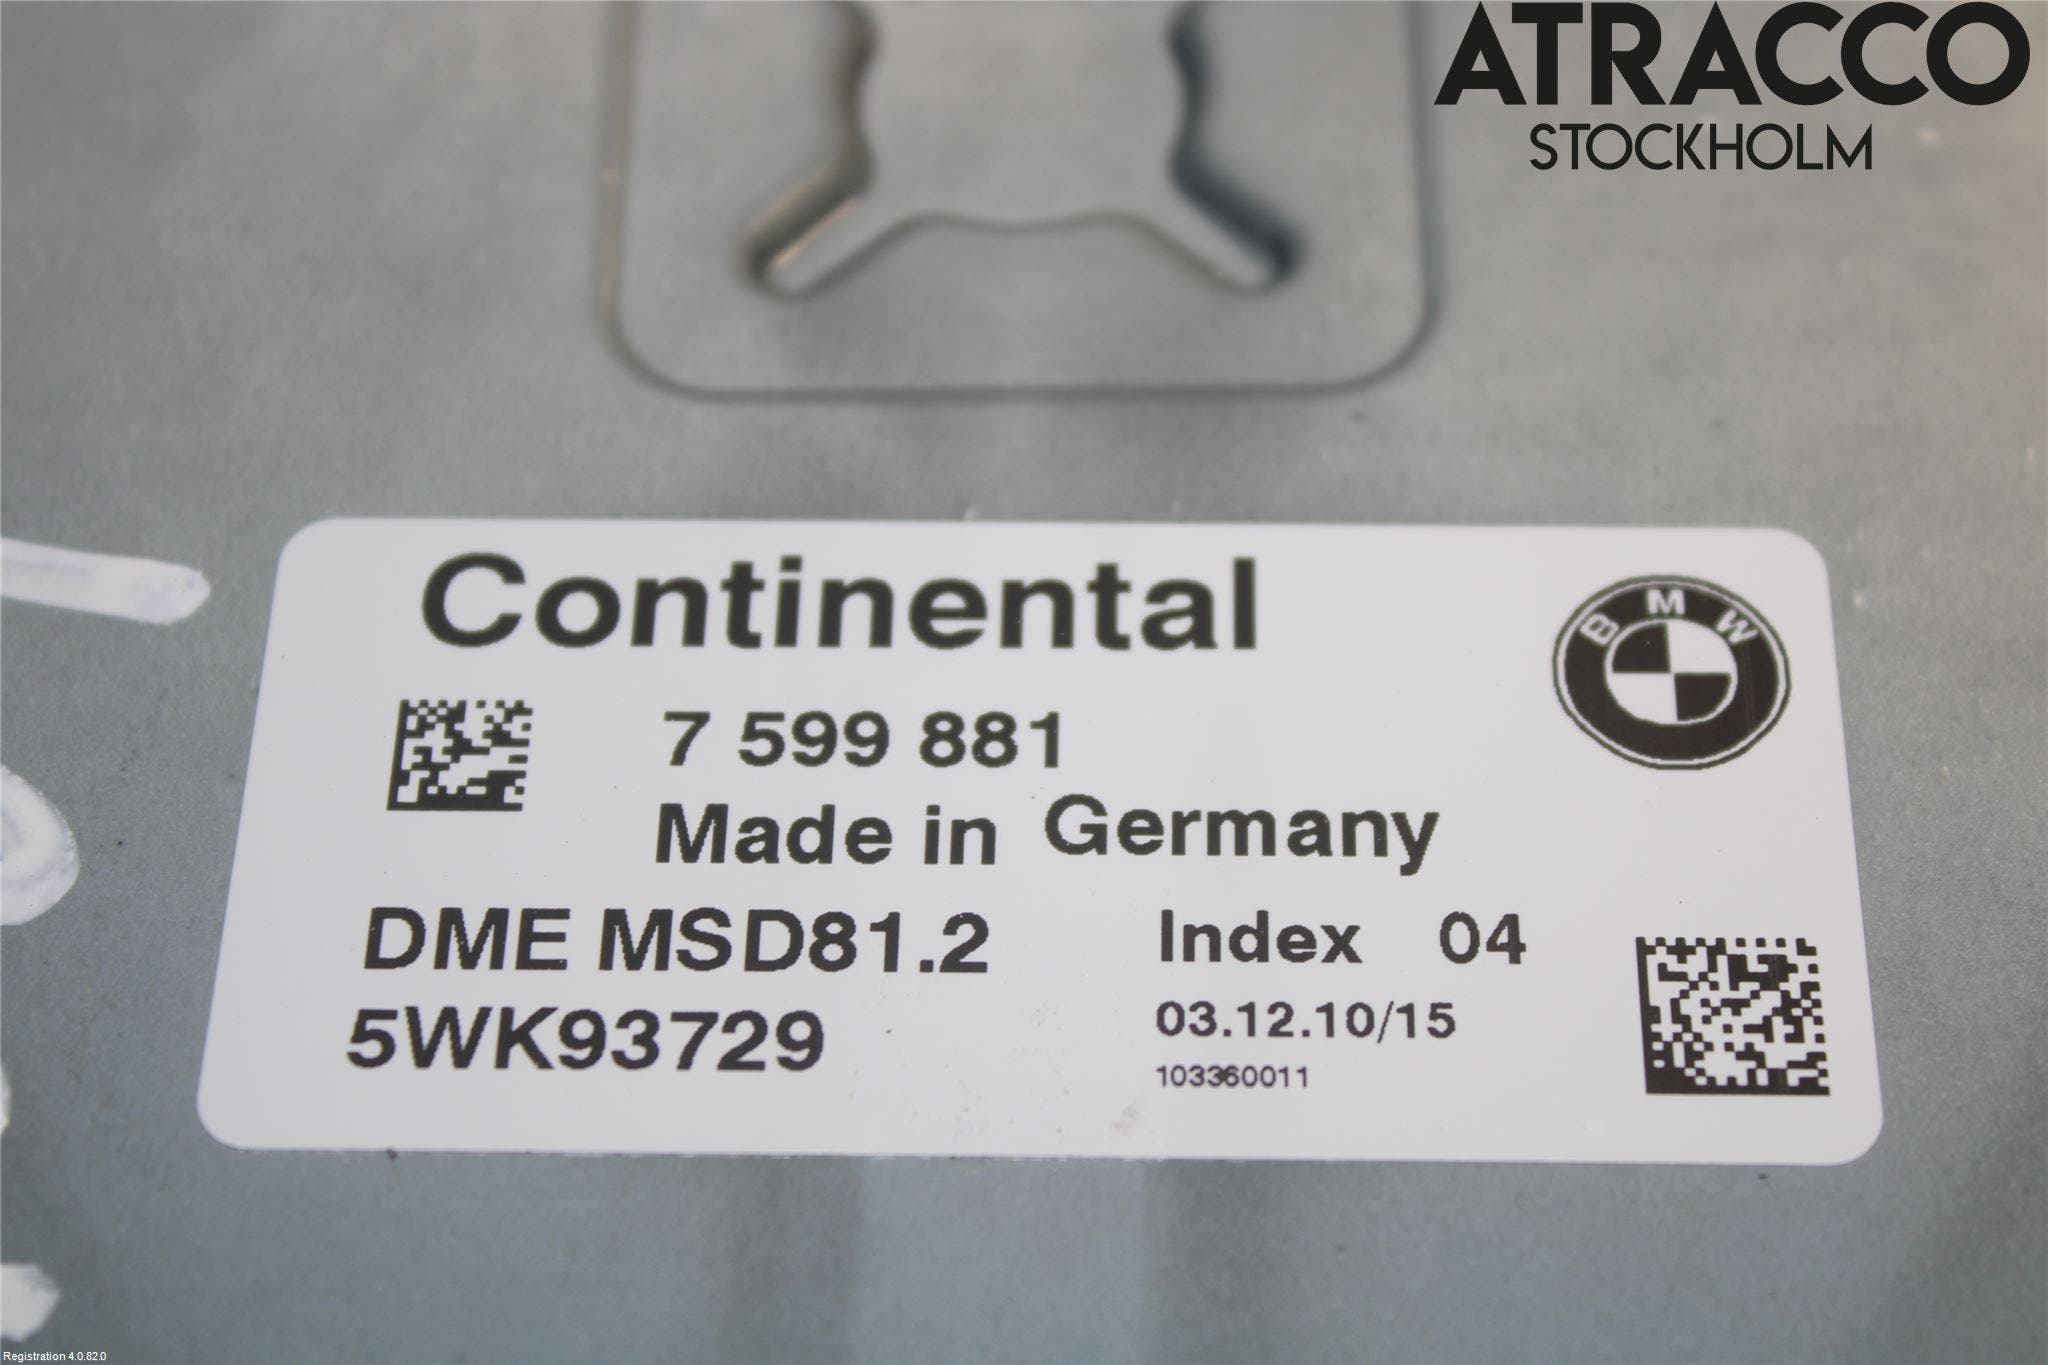 ATRACCO
STOCKHOLM
Continental
BMW
7 599 881
Made in Germany
DME MSD81.2 Index 04
5WK93729 03.12.10/15
103360011
Registration 4.0.82.0